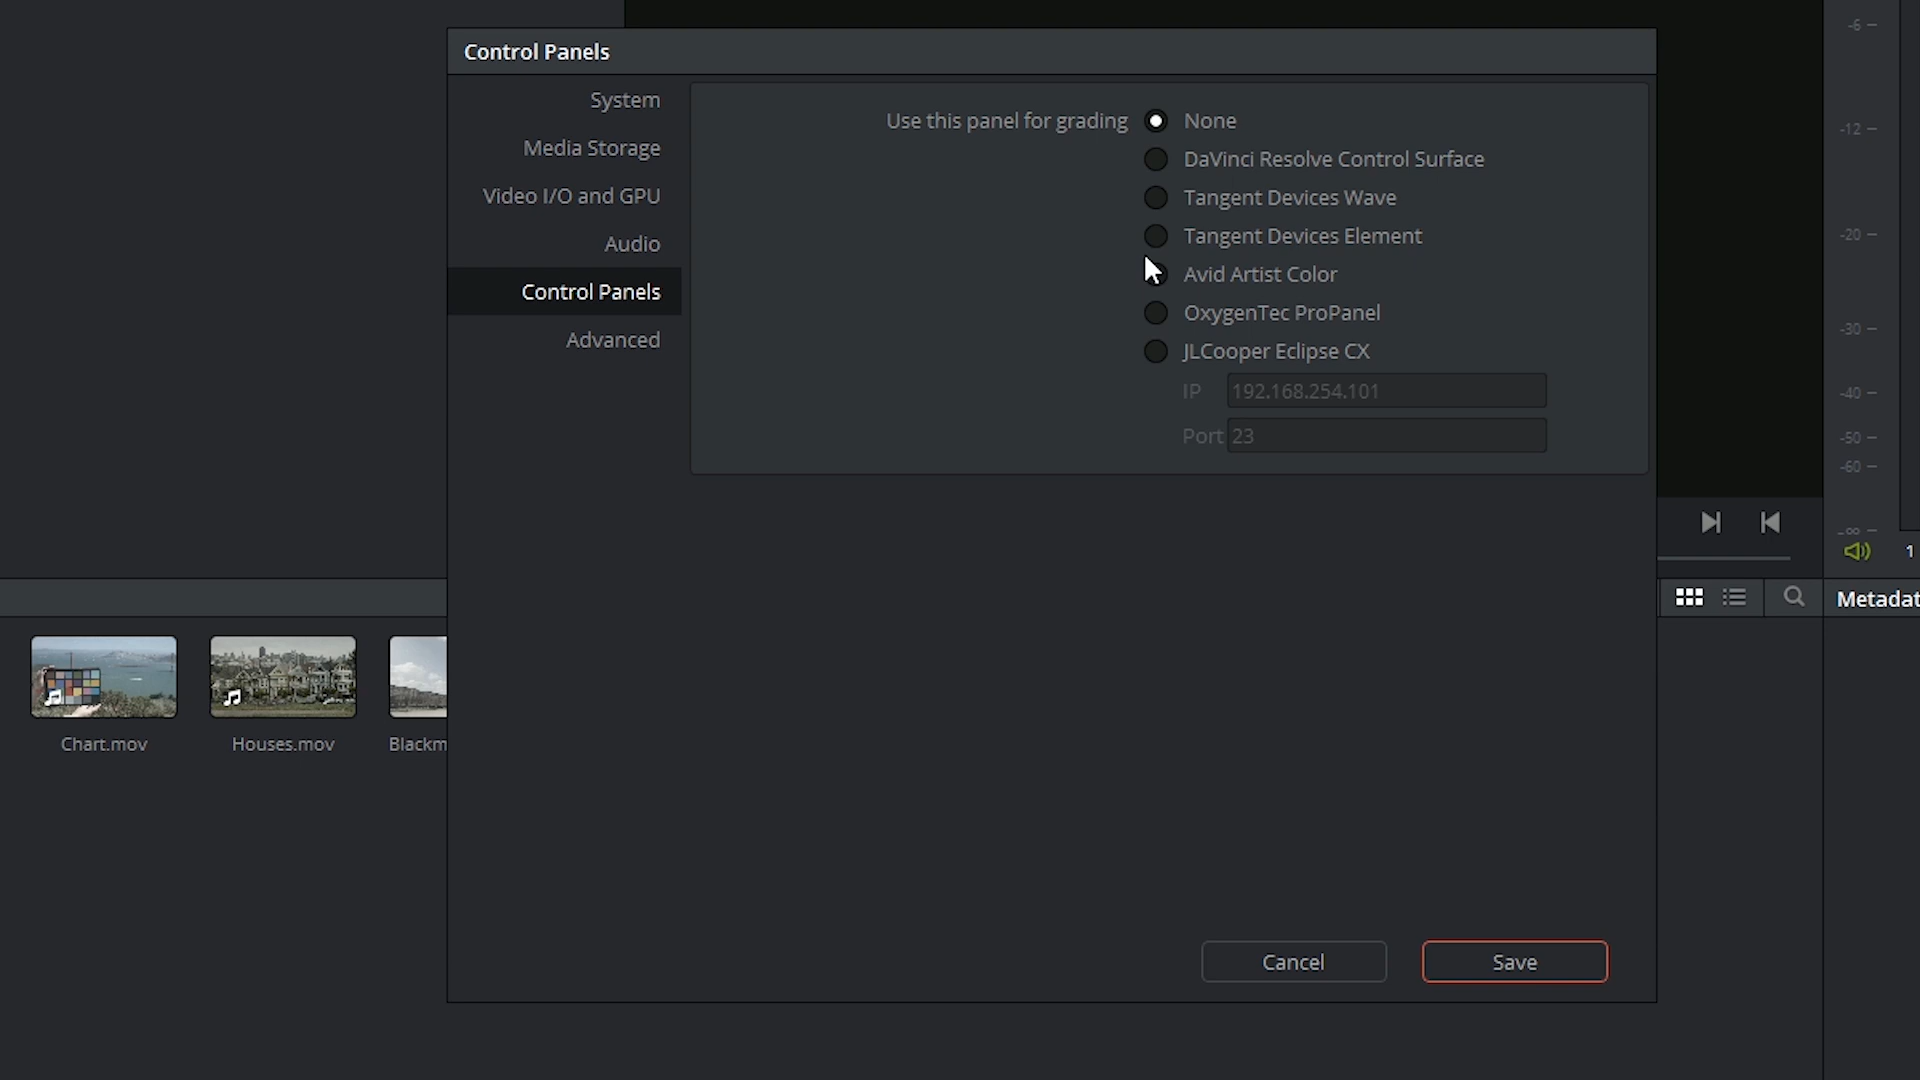 Control Panels
System
Media Storage
Video I/O and GPU
Audio
Control Panels
Advanced
Use this panel for grading
None
DaVinci Resolve Control Surface
Tangent Devices Wave
Tangent Devices Element
Avid Artist Color
OxygenTec ProPanel
JLCooper Eclipse CX
IP 192.168.254.101
Port 23
Cancel
Save
-6
-12
-20
-30
-40
-50
-60
-∞
1
Metadat
Chart.mov
Houses.mov
Blackm